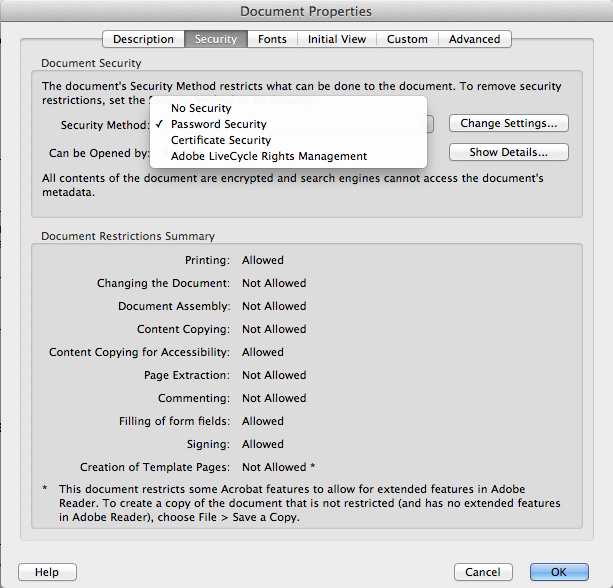 Document Properties
Description Security Fonts Initial View Custom Advanced
Document Security
The document's Security Method restricts what can be done to the document. To remove security
restrictions, set the
No Security
Security Method: ✓ Password Security Change Settings...
Certificate Security
Can be Opened by: Adobe LiveCycle Rights Management Show Details...
All contents of the document are encrypted and search engines cannot access the document's
metadata.
Document Restrictions Summary
Printing: Allowed
Changing the Document: Not Allowed
Document Assembly: Not Allowed
Content Copying: Not Allowed
Content Copying for Accessibility: Allowed
Page Extraction: Not Allowed
Commenting: Not Allowed
Filling of form fields: Allowed
Signing: Allowed
Creation of Template Pages: Not Allowed *
* This document restricts some Acrobat features to allow for extended features in Adobe
Reader. To create a copy of the document that is not restricted (and has no extended features
in Adobe Reader), choose File > Save a Copy.
Help Cancel OK